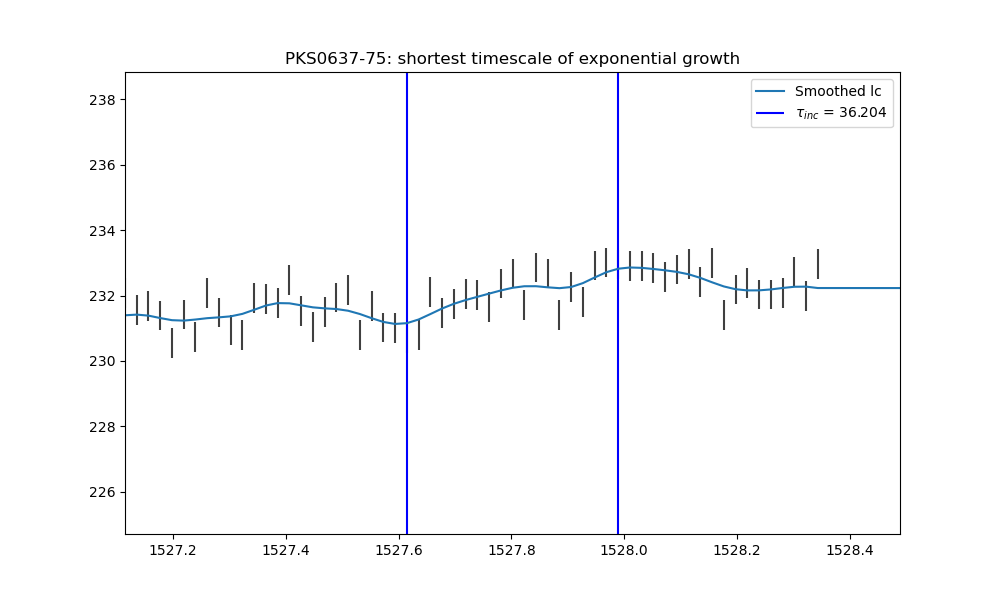 PKS0637-75: shortest timescale of exponential growth
Smoothed lc
τ_inc = 36.204
238
236
234
232
230
228
226
1527.2 1527.4 1527.6 1527.8 1528.0 1528.2 1528.4